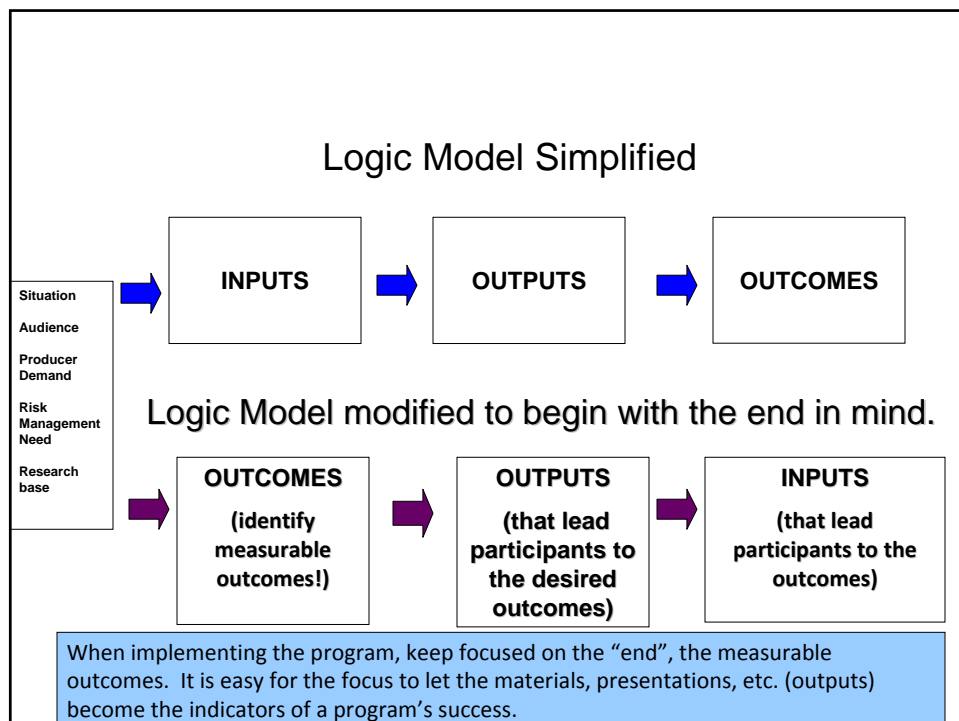 Logic Model Simplified
INPUTS
OUTPUTS
OUTCOMES
Situation
Audience
Producer
Demand
Risk
Management
Need
Research
base
Logic Model modified to begin with the end in mind.
OUTCOMES
(identify
measurable
outcomes!)
OUTPUTS
(that lead
participants to
the desired
outcomes)
INPUTS
(that lead
participants to the
outcomes)
When implementing the program, keep focused on the “end”, the measurable
outcomes.  It is easy for the focus to let the materials, presentations, etc. (outputs)
become the indicators of a program’s success.